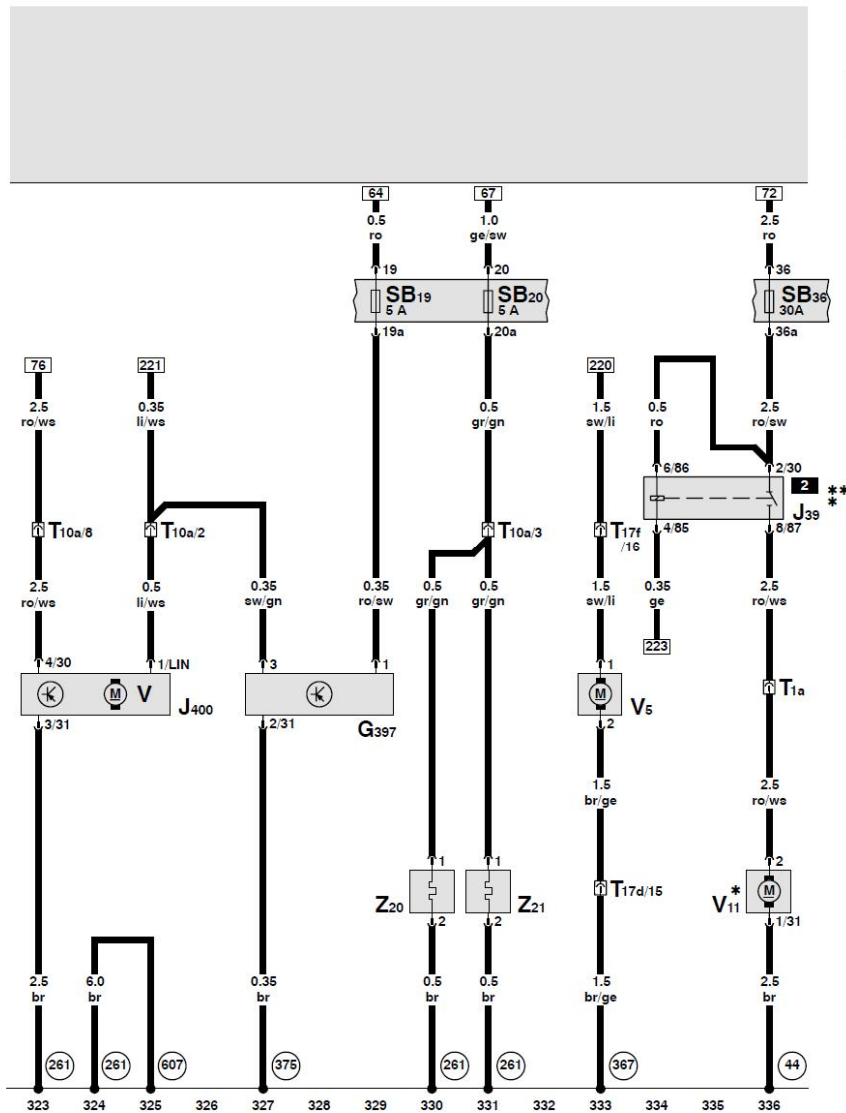 64 67 72
0.5 1.0 2.5
ro ge/sw ro
19 20 36
SB19 SB20 SB36
5 A 5 A 30A
19a 20a 36a
76 221 220
2.5 0.35 0.5 1.5 0.5 2.5
ro/ws li/ws gr/gn sw/li ro ro/sw
6/86 2/30
2 **
*
J39
T10a/8 T10a/2 T10a/3 T17f
/16
4/85 8/87
2.5 0.5 0.35 0.35 0.5 0.5 1.5 0.35 2.5
ro/ws li/ws sw/gn ro/sw gr/gn gr/gn sw/li ge ro/ws
223
4/30 1/LIN 3 1 1
T1a
M V J400 M V5
3/31 2/31 G397 2
1.5 2.5
br/ge ro/ws
1 1 2
Z20 Z21 T17d/15 V11 * M
2 2 1/31
2.5 6.0 0.35 0.5 0.5 1.5 2.5
br br br br br br/ge br
261 261 607 375 261 261 367 44
323 324 325 326 327 328 329 330 331 332 333 334 335 336